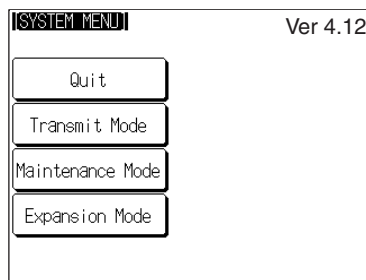 [SYSTEM MENU]
Ver 4.12
Quit
Transmit Mode
Maintenance Mode
Expansion Mode